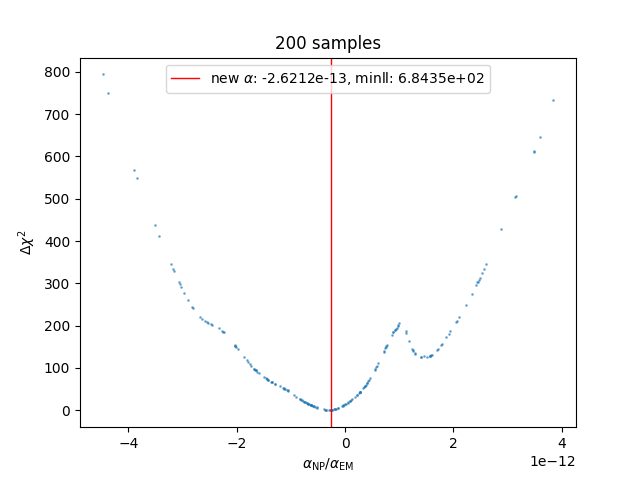 200 samples
new α: -2.6212e-13, minll: 6.8435e+02
800
700
600
500
400
300
200
100
0
Δχ²
−4 −2 0 2 4
1e−12
α_NP/α_EM